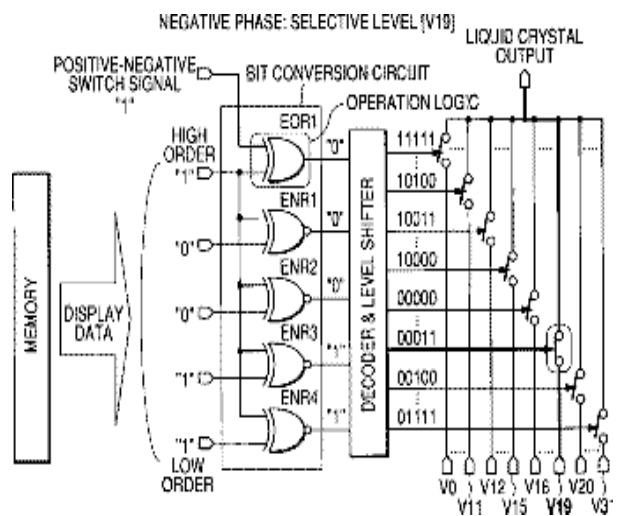 NEGATIVE PHASE: SELECTIVE LEVEL [V19]
LIQUID CRYSTAL
OUTPUT
POSITIVE-NEGATIVE
SWITCH SIGNAL
"1"
BIT CONVERSION CIRCUIT
OPERATION LOGIC
HIGH
ORDER
"1"
EOR1
"0"
11111
"0"
ENR1
"0"
10100
10011
"0"
ENR2
"0"
10000
00000
"1"
ENR3
"1"
00011
00100
"1"
ENR4
"1"
01111
LOW
ORDER
MEMORY
DISPLAY
DATA
DECODER & LEVEL SHIFTER
V0
V11
V12
V15
V16
V19
V20